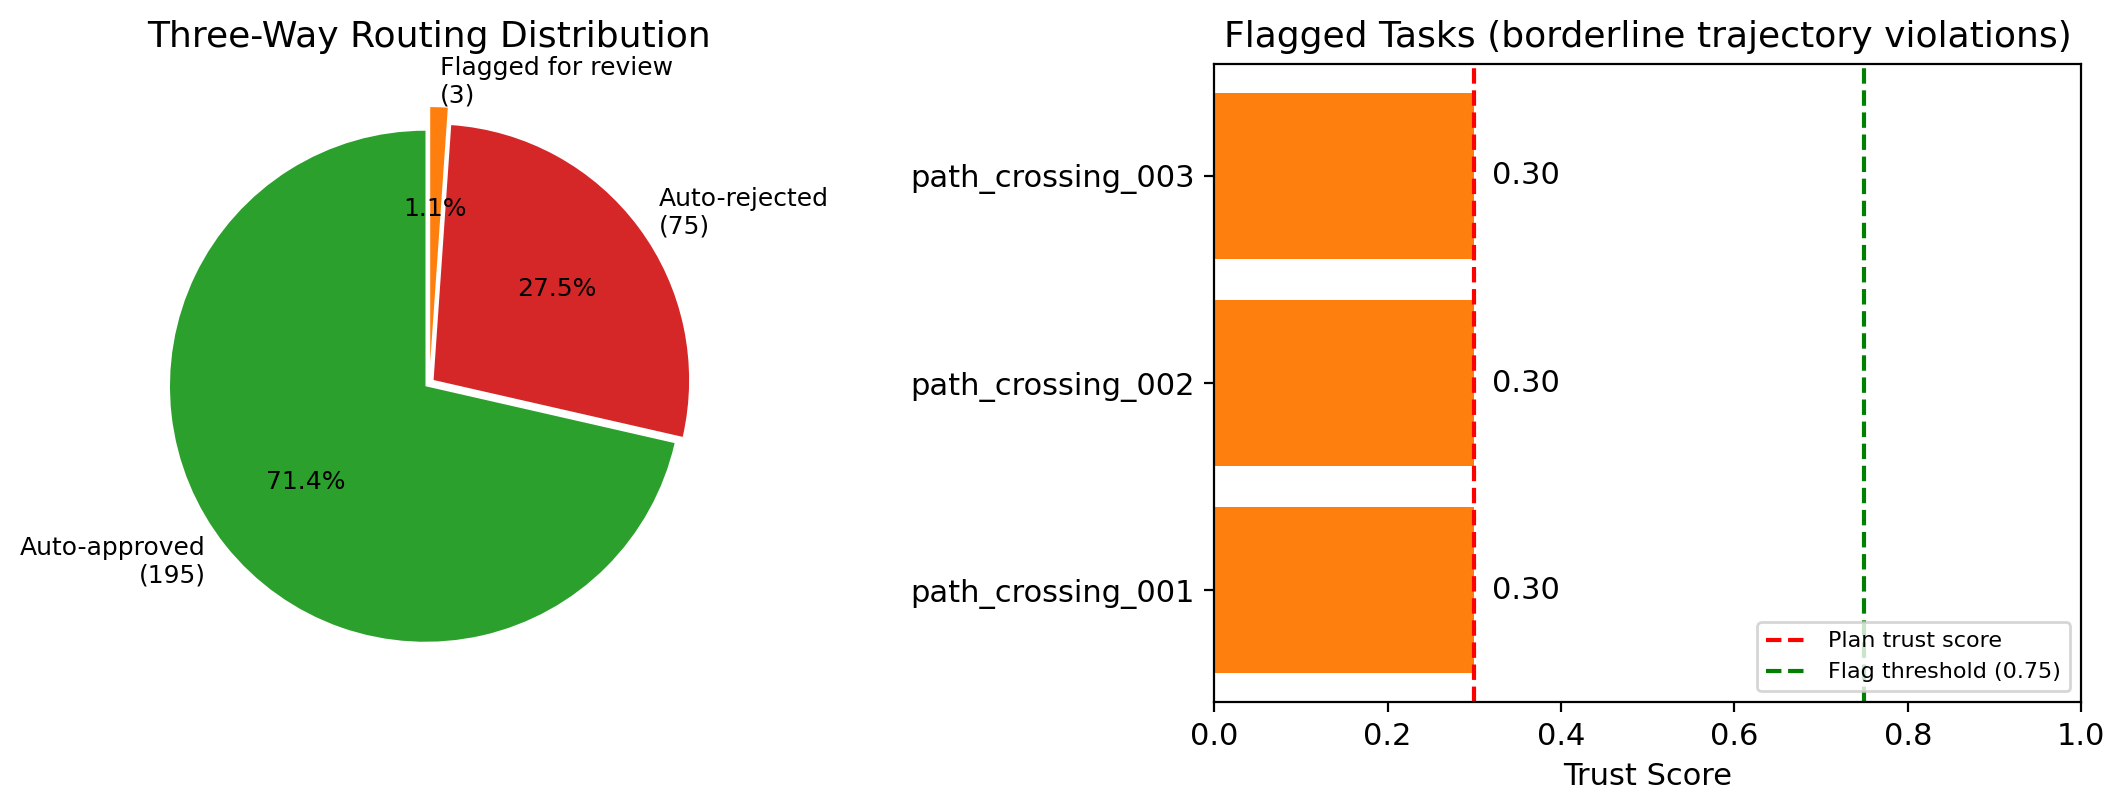 Three-Way Routing Distribution
Flagged for review
(3)
1.1%
Auto-rejected
(75)
27.5%
71.4%
Auto-approved
(195)
Flagged Tasks (borderline trajectory violations)
path_crossing_003
0.30
path_crossing_002
0.30
path_crossing_001
0.30
Plan trust score
Flag threshold (0.75)
0.0 0.2 0.4 0.6 0.8 1.0
Trust Score